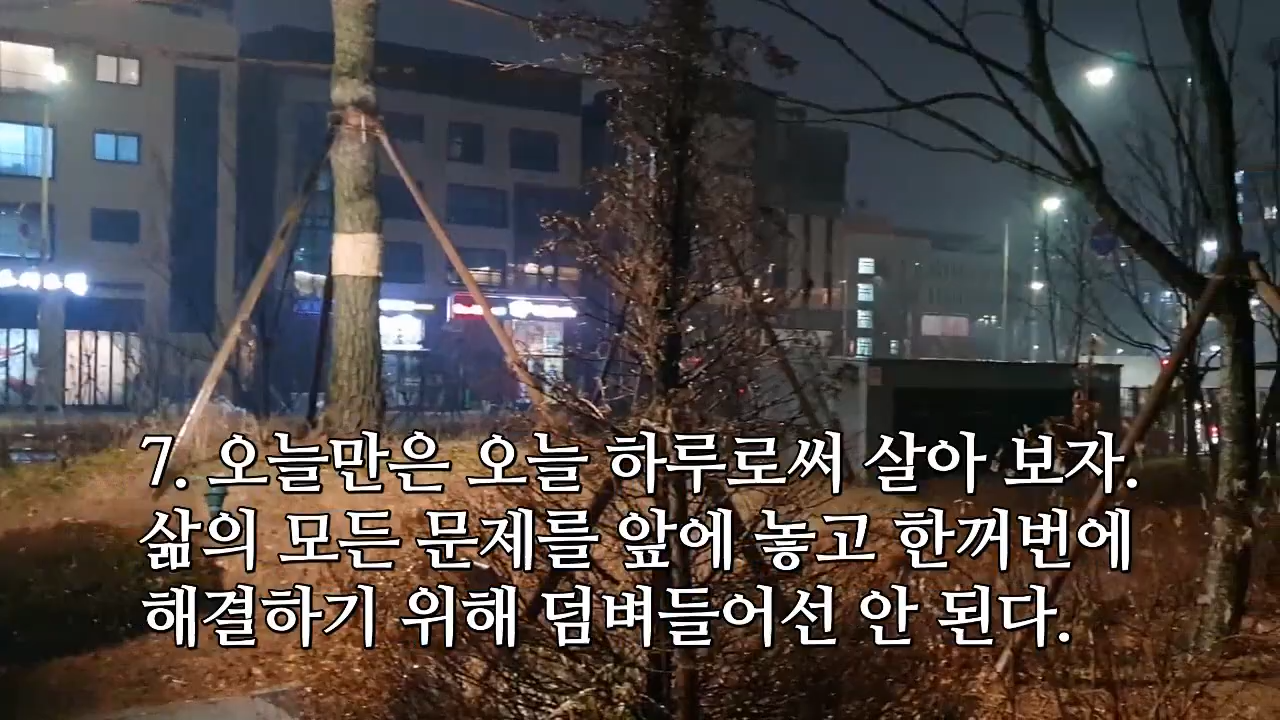 7. 오늘만은 오늘 하루로써 살아 보자.
삶의 모든 문제를 앞에 놓고 한꺼번에
해결하기 위해 덤벼들어선 안 된다.